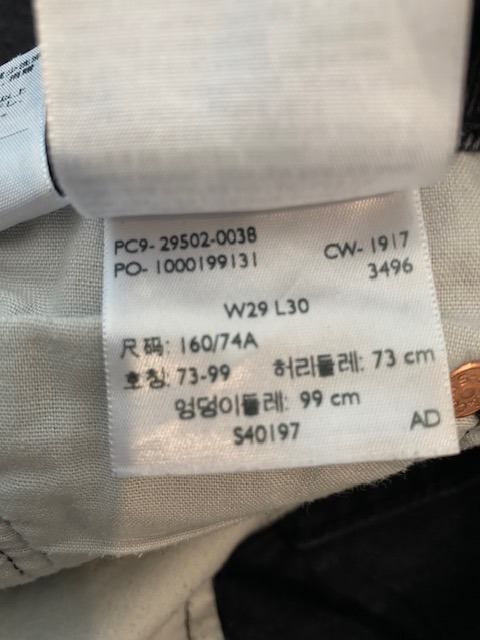 PC9- 29502-0038
CW- 1917
PO- 1000199131
3496
W29 L30
尺码: 160/74A
호칭: 73-99 허리둘레: 73 cm
엉덩이둘레: 99 cm
S40197
AD